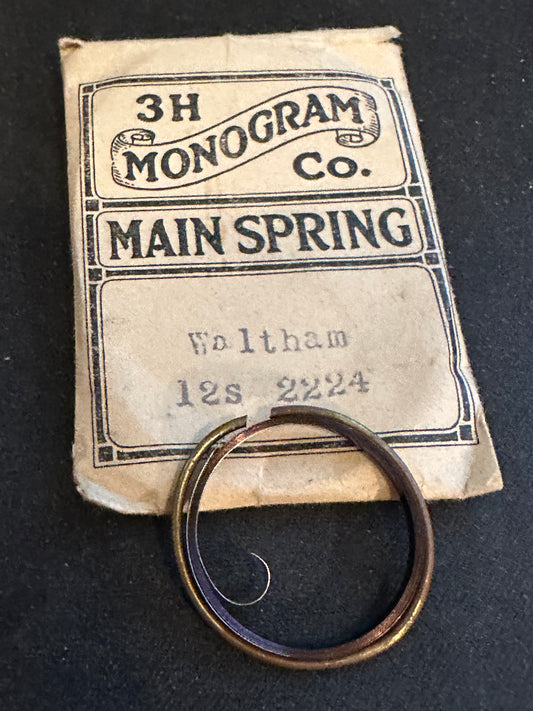 3H
MONOGRAM
Co.
MAIN SPRING
Waltham
12s 2224